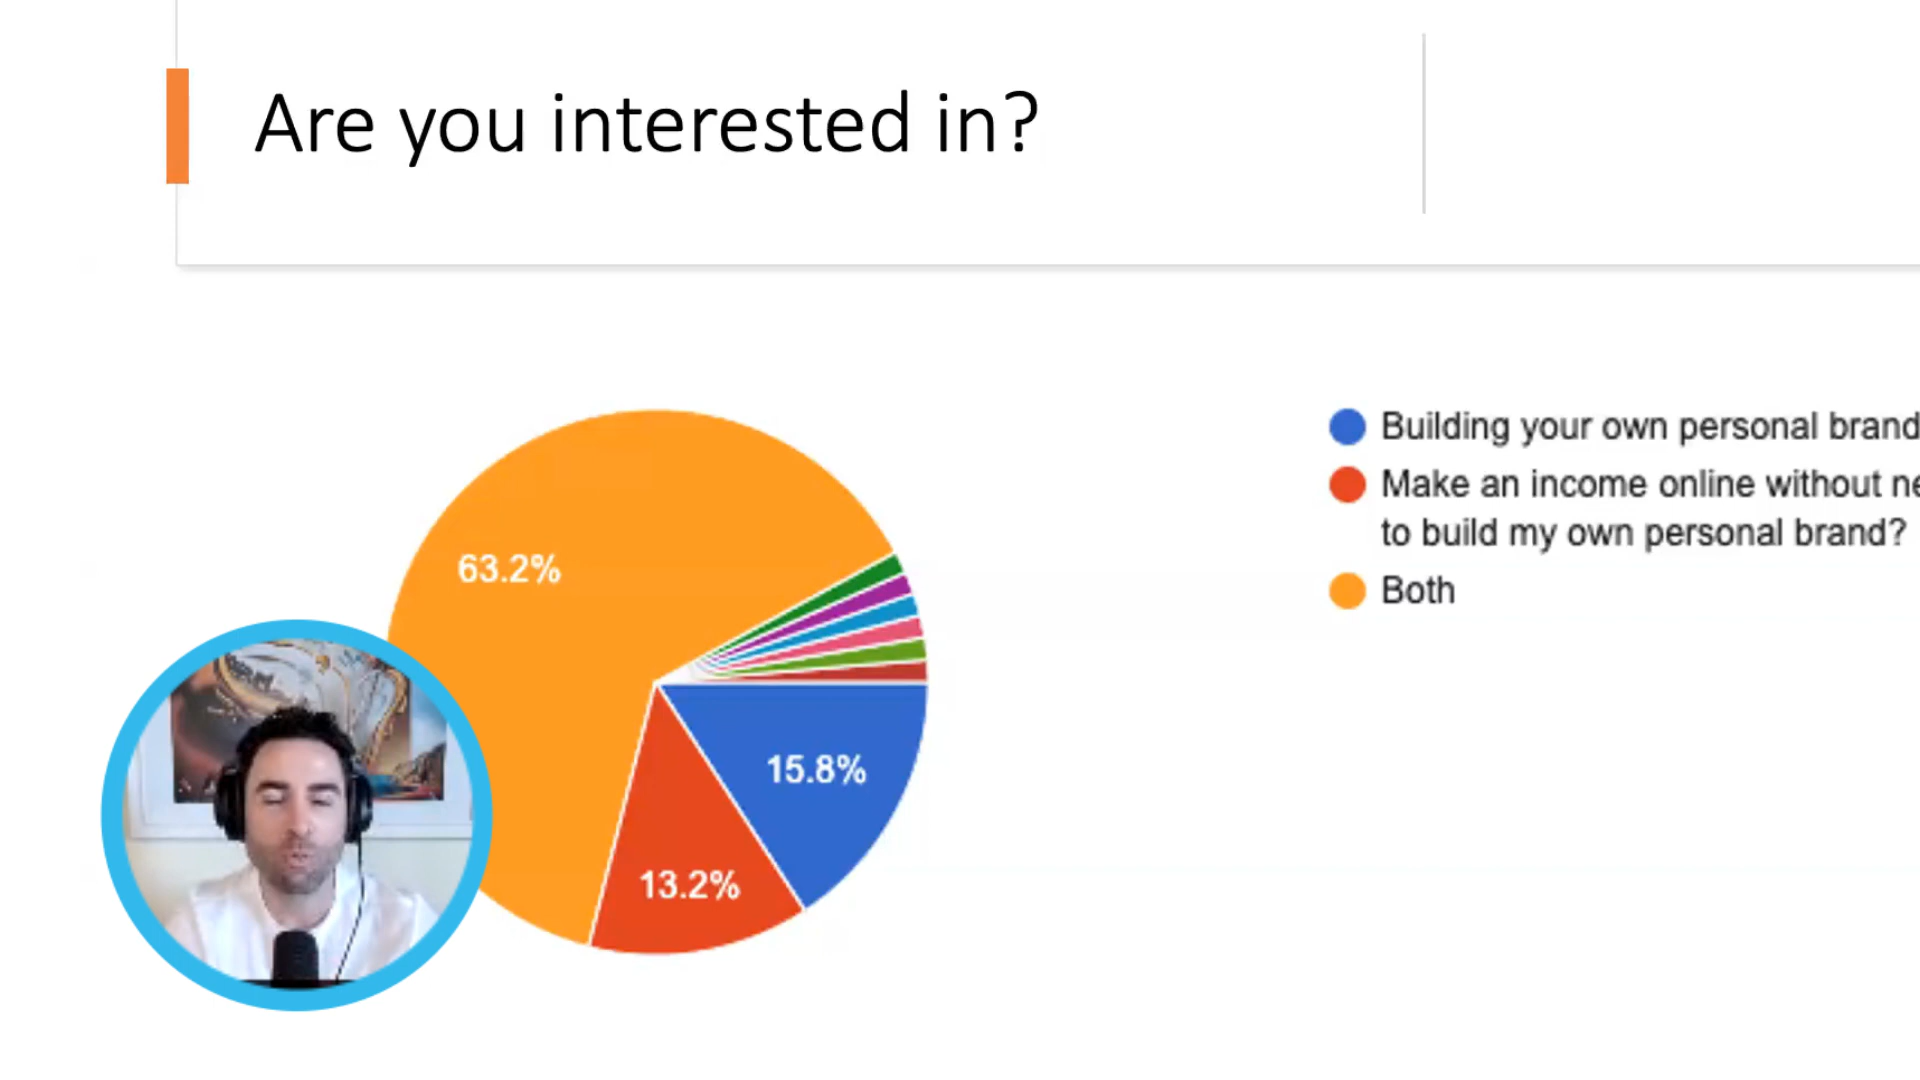 Are you interested in?
Building your own personal brand
Make an income online without
to build my own personal brand?
Both
63.2%
15.8%
13.2%